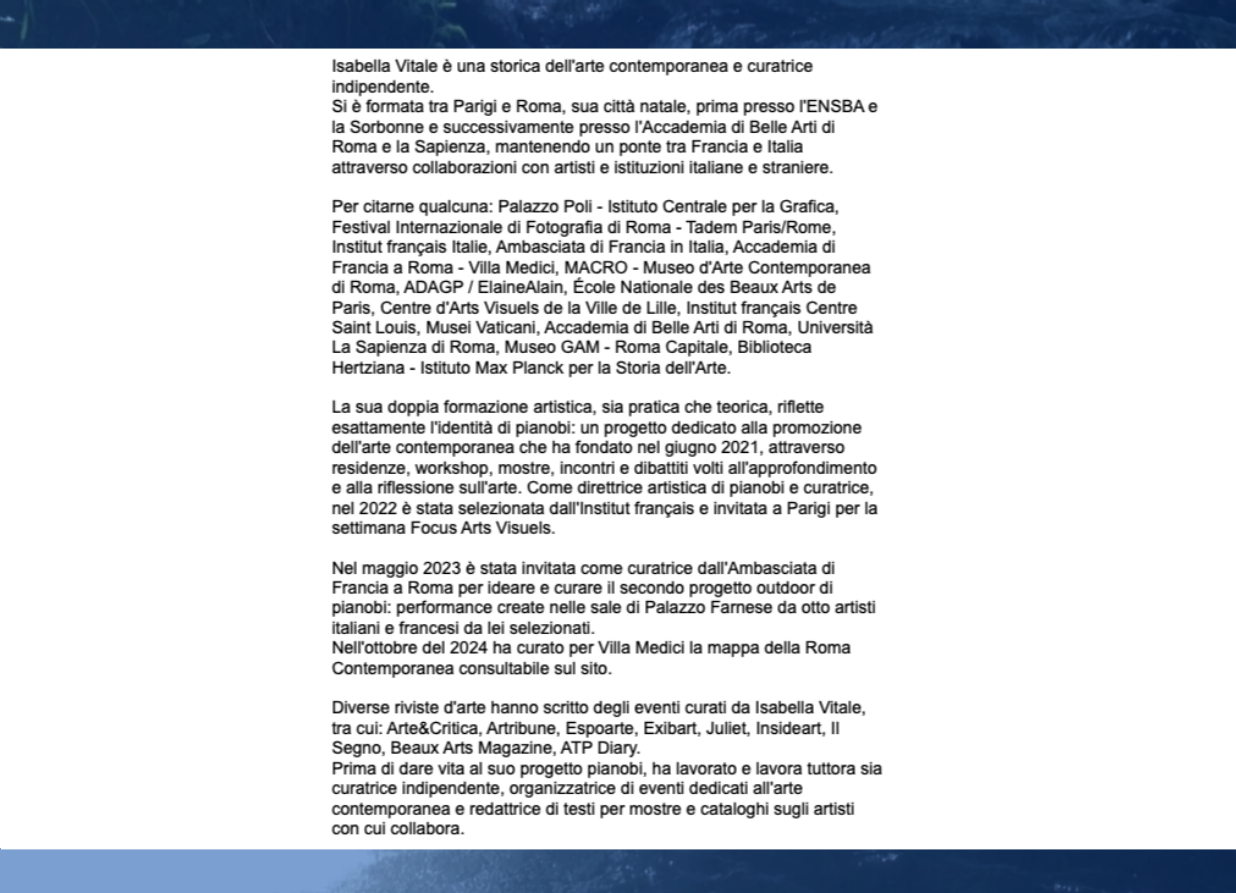 Isabella Vitale è una storica dell'arte contemporanea e curatrice
indipendente.
Si è formata tra Parigi e Roma, sua città natale, prima presso l'ENSBA e
la Sorbonne e successivamente presso l'Accademia di Belle Arti di
Roma e la Sapienza, mantenendo un ponte tra Francia e Italia
attraverso collaborazioni con artisti e istituzioni italiane e straniere.
Per citarne qualcuna: Palazzo Poli - Istituto Centrale per la Grafica,
Festival Internazionale di Fotografia di Roma - Tadem Paris/Rome,
Institut français Italie, Ambasciata di Francia in Italia, Accademia di
Francia a Roma - Villa Medici, MACRO - Museo d'Arte Contemporanea
di Roma, ADAGP / ElaineAlain, École Nationale des Beaux Arts de
Paris, Centre d'Arts Visuels de la Ville de Lille, Institut français Centre
Saint Louis, Musei Vaticani, Accademia di Belle Arti di Roma, Università
La Sapienza di Roma, Museo GAM - Roma Capitale, Biblioteca
Hertziana - Istituto Max Planck per la Storia dell'Arte.
La sua doppia formazione artistica, sia pratica che teorica, riflette
esattamente l'identità di pianobi: un progetto dedicato alla promozione
dell'arte contemporanea che ha fondato nel giugno 2021, attraverso
residenze, workshop, mostre, incontri e dibattiti volti all'approfondimento
e alla riflessione sull'arte. Come direttrice artistica di pianobi e curatrice,
nel 2022 è stata selezionata dall'Institut français e invitata a Parigi per la
settimana Focus Arts Visuels.
Nel maggio 2023 è stata invitata come curatrice dall'Ambasciata di
Francia a Roma per ideare e curare il secondo progetto outdoor di
pianobi: performance create nelle sale di Palazzo Farnese da otto artisti
italiani e francesi da lei selezionati.
Nell'ottobre del 2024 ha curato per Villa Medici la mappa della Roma
Contemporanea consultabile sul sito.
Diverse riviste d'arte hanno scritto degli eventi curati da Isabella Vitale,
tra cui: Arte&Critica, Artribune, Espoarte, Exibart, Juliet, Insideart, Il
Segno, Beaux Arts Magazine, ATP Diary.
Prima di dare vita al suo progetto pianobi, ha lavorato e lavora tuttora sia
curatrice indipendente, organizzatrice di eventi dedicati all'arte
contemporanea e redattrice di testi per mostre e cataloghi sugli artisti
con cui collabora.